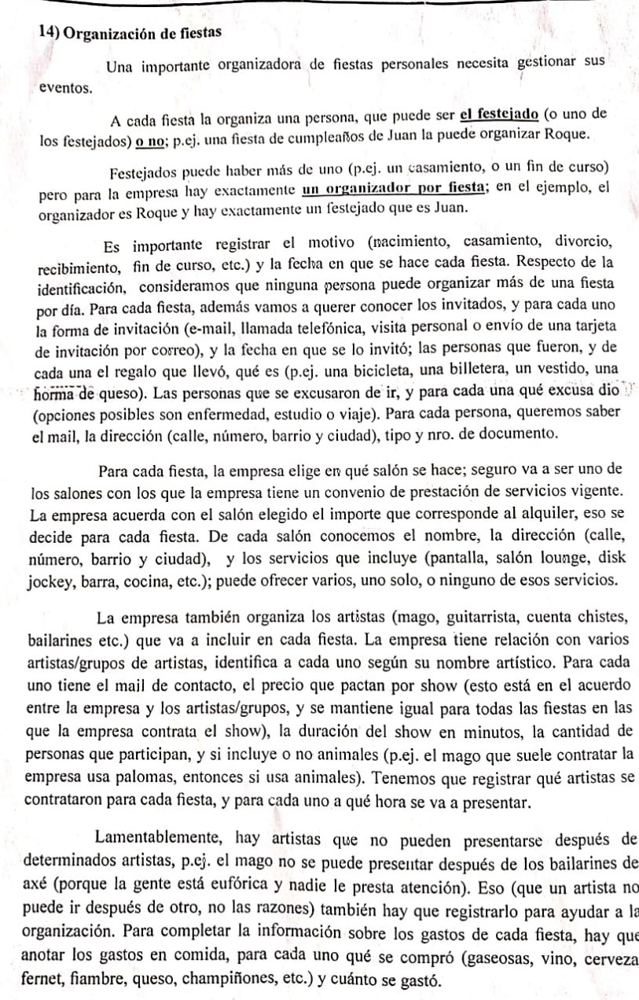 14) Organización de fiestas
Una importante organizadora de fiestas personales necesita gestionar sus
eventos.
A cada fiesta la organiza una persona, que puede ser el festejado (o uno de
los festejados) o no; p.ej. una fiesta de cumpleaños de Juan la puede organizar Roque.
Festejados puede haber más de uno (p.ej. un casamiento, o un fin de curso)
pero para la empresa hay exactamente un organizador por fiesta; en el ejemplo, el
organizador es Roque y hay exactamente un festejado que es Juan.
Es importante registrar el motivo (nacimiento, casamiento, divorcio,
recibimiento, fin de curso, etc.) y la fecha en que se hace cada fiesta. Respecto de la
identificación, consideramos que ninguna persona puede organizar más de una fiesta
por día. Para cada fiesta, además vamos a querer conocer los invitados, y para cada uno
la forma de invitación (e-mail, llamada telefónica, visita personal o envío de una tarjeta
de invitación por correo), y la fecha en que se lo invitó; las personas que fueron, y de
cada una el regalo que llevó, qué es (p.ej. una bicicleta, una billetera, un vestido, una
horma de queso). Las personas que se excusaron de ir, y para cada una qué excusa dio
(opciones posibles son enfermedad, estudio o viaje). Para cada persona, queremos saber
el mail, la dirección (calle, número, barrio y ciudad), tipo y nro. de documento.
Para cada fiesta, la empresa elige en qué salón se hace; seguro va a ser uno de
los salones con los que la empresa tiene un convenio de prestación de servicios vigente.
La empresa acuerda con el salón elegido el importe que corresponde al alquiler, eso se
decide para cada fiesta. De cada salón conocemos el nombre, la dirección (calle,
número, barrio y ciudad), y los servicios que incluye (pantalla, salón lounge, disk
jockey, barra, cocina, etc.); puede ofrecer varios, uno solo, o ninguno de esos servicios.
La empresa también organiza los artistas (mago, guitarrista, cuenta chistes,
bailarines etc.) que va a incluir en cada fiesta. La empresa tiene relación con varios
artistas/grupos de artistas, identifica a cada uno según su nombre artístico. Para cada
uno tiene el mail de contacto, el precio que pactan por show (esto está en el acuerdo
entre la empresa y los artistas/grupos, y se mantiene igual para todas las fiestas en las
que la empresa contrata el show), la duración del show en minutos, la cantidad de
personas que participan, y si incluye o no animales (p.ej. el mago que suele contratar la
empresa usa palomas, entonces si usa animales). Tenemos que registrar qué artistas se
contrataron para cada fiesta, y para cada uno a qué hora se va a presentar.
Lamentablemente, hay artistas que no pueden presentarse después de
determinados artistas, p.ej. el mago no se puede presentar después de los bailarines de
axé (porque la gente está eufórica y nadie le presta atención). Eso (que un artista no
puede ir después de otro, no las razones) también hay que registrarlo para ayudar a la
organización. Para completar la información sobre los gastos de cada fiesta, hay que
anotar los gastos en comida, para cada uno qué se compró (gaseosas, vino, cerveza
fernet, fiambre, queso, champiñones, etc.) y cuánto se gastó.